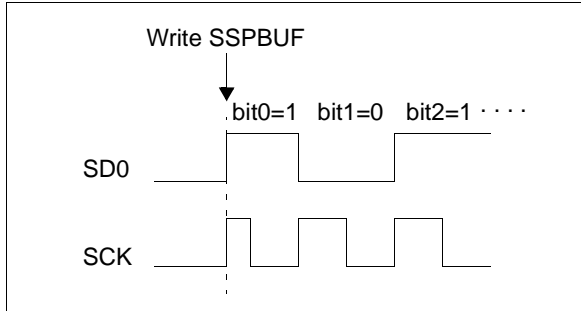 Write SSPBUF
bit0=1 bit1=0 bit2=1 · · · ·
SD0
SCK